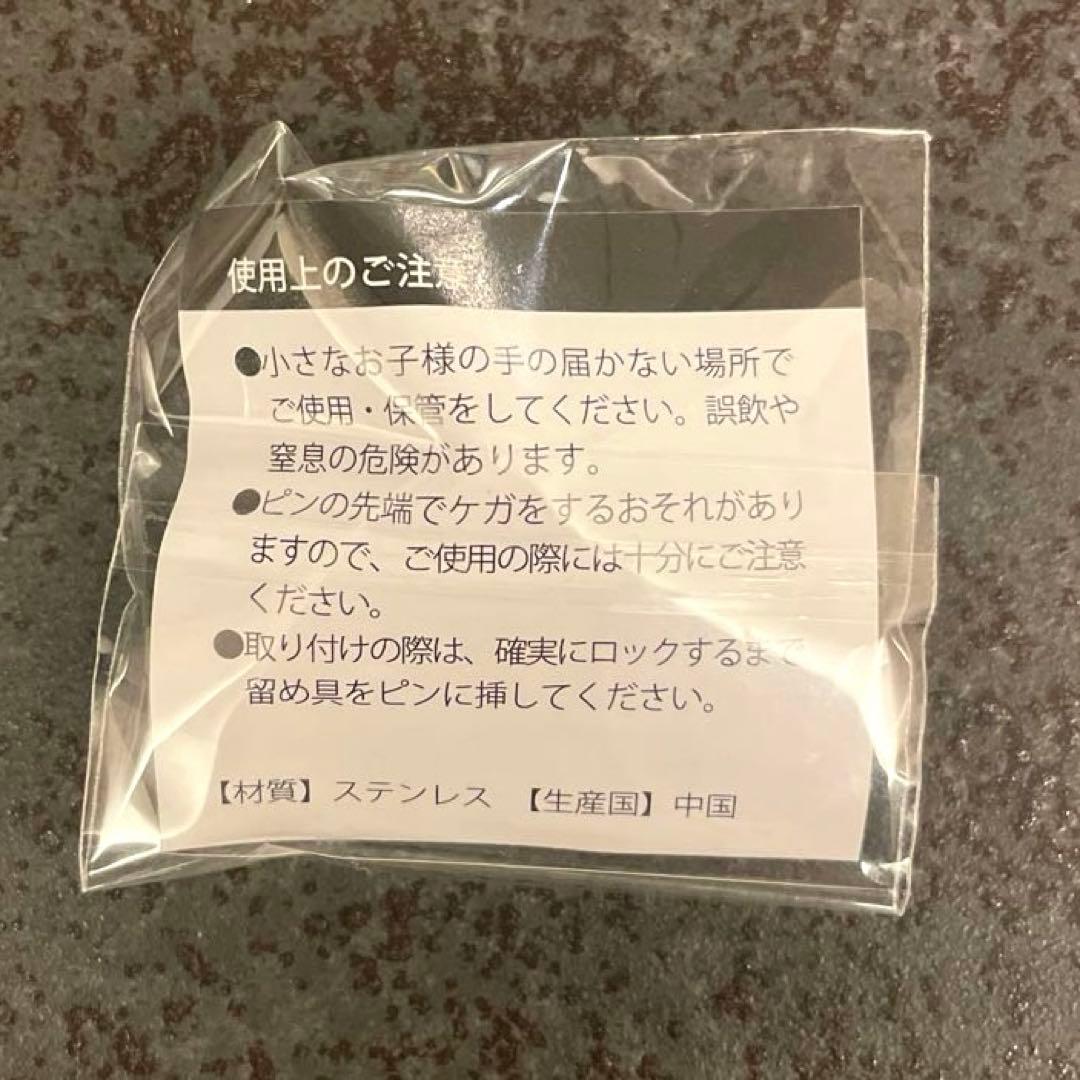 使用上のご注意
●小さなお子様の手の届かない場所で
ご使用・保管をしてください。誤飲や
窒息の危険があります。
●ピンの先端でケガをするおそれがあり
ますので、ご使用の際には十分にご注意
ください。
●取り付けの際は、確実にロックするまで
留め具をピンに挿してください。
【材質】ステンレス 【生産国】中国